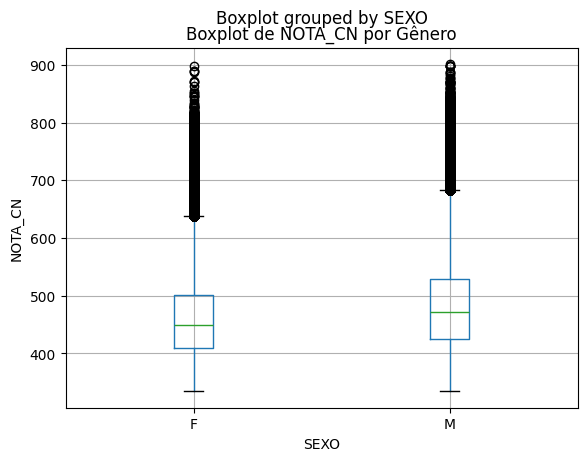 Boxplot grouped by SEXO
Boxplot de NOTA_CN por Gênero
900
800
700
600
500
400
NOTA_CN
F M
SEXO